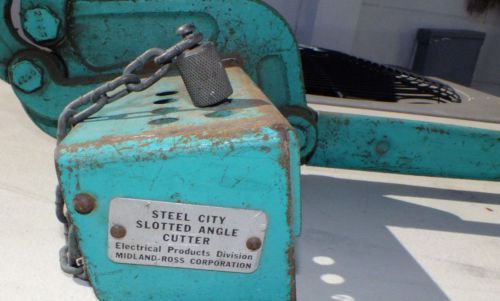 STEEL CITY
SLOTTED ANGLE
CUTTER
Electrical Products Division
MIDLAND-ROSS CORPORATION